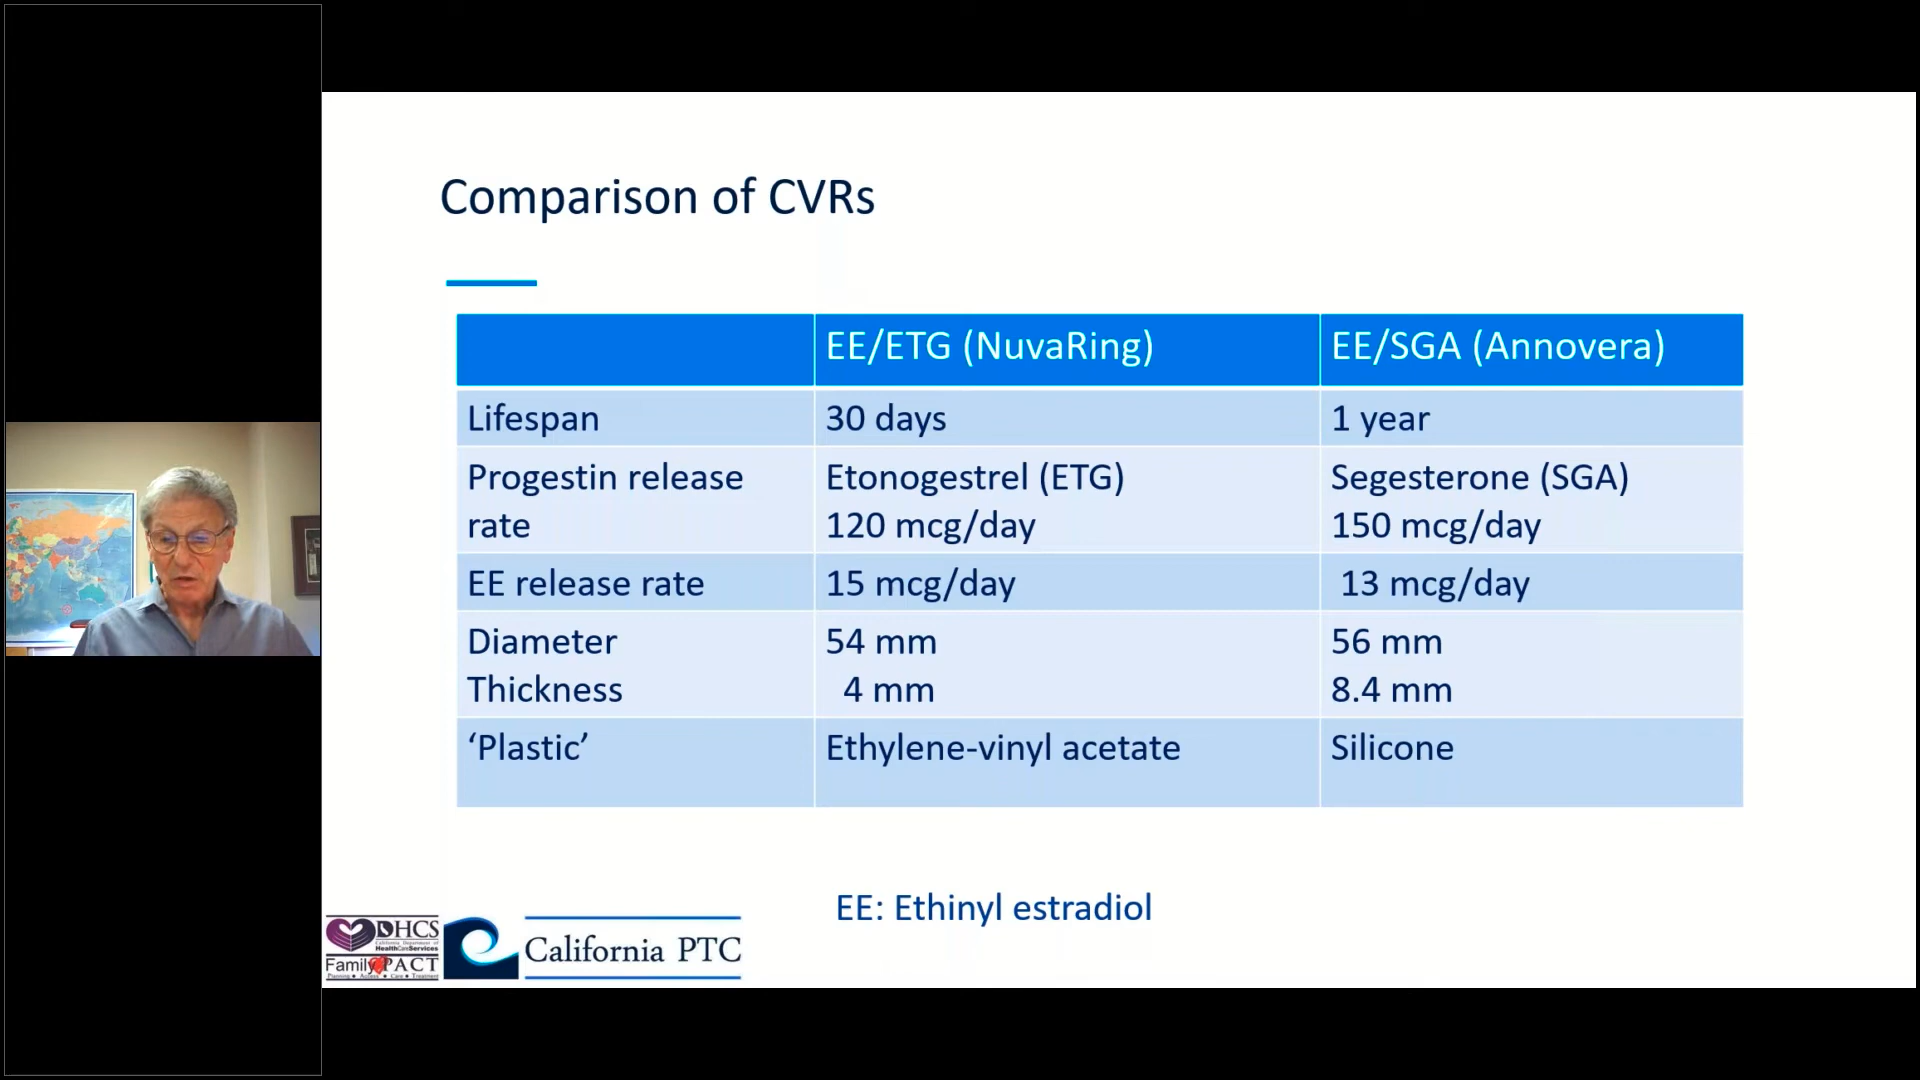 Comparison of CVRs
EE/ETG (NuvaRing)
EE/SGA (Annovera)
Lifespan
30 days
1 year
Progestin release
rate
Etonogestrel (ETG)
120 mcg/day
Segesterone (SGA)
150 mcg/day
EE release rate
15 mcg/day
13 mcg/day
Diameter
Thickness
54 mm
4 mm
56 mm
8.4 mm
‘Plastic’
Ethylene-vinyl acetate
Silicone
EE: Ethinyl estradiol
DHCS
California Department of
HealthCareServices
Family PACT
Planning • Access • Care • Treatment
California PTC